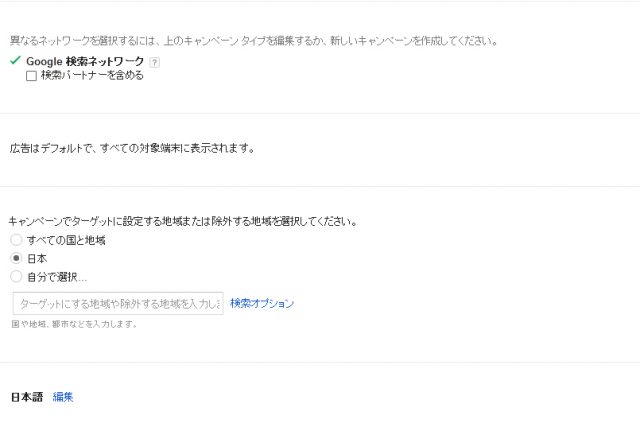 異なるネットワークを選択するには、上のキャンペーン タイプを編集するか、新しいキャンペーンを作成してください。
Google 検索ネットワーク ?
検索パートナーを含める
広告はデフォルトで、すべての対象端末に表示されます。
キャンペーンでターゲットに設定する地域または除外する地域を選択してください。
すべての国と地域
日本
自分で選択...
ターゲットにする地域や除外する地域を入力しま 検索オプション
国や地域、都市などを入力します。
日本語 編集